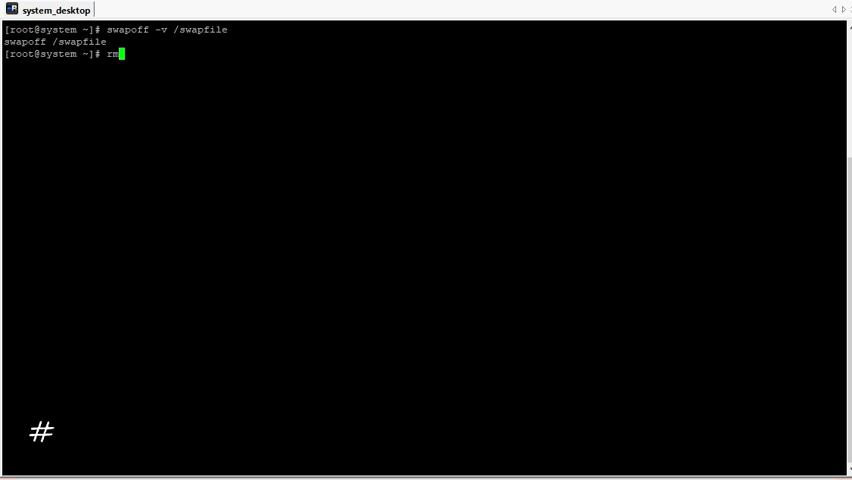 system_desktop
[root@system ~]# swapoff -v /swapfile
swapoff /swapfile
[root@system ~]# rm
#